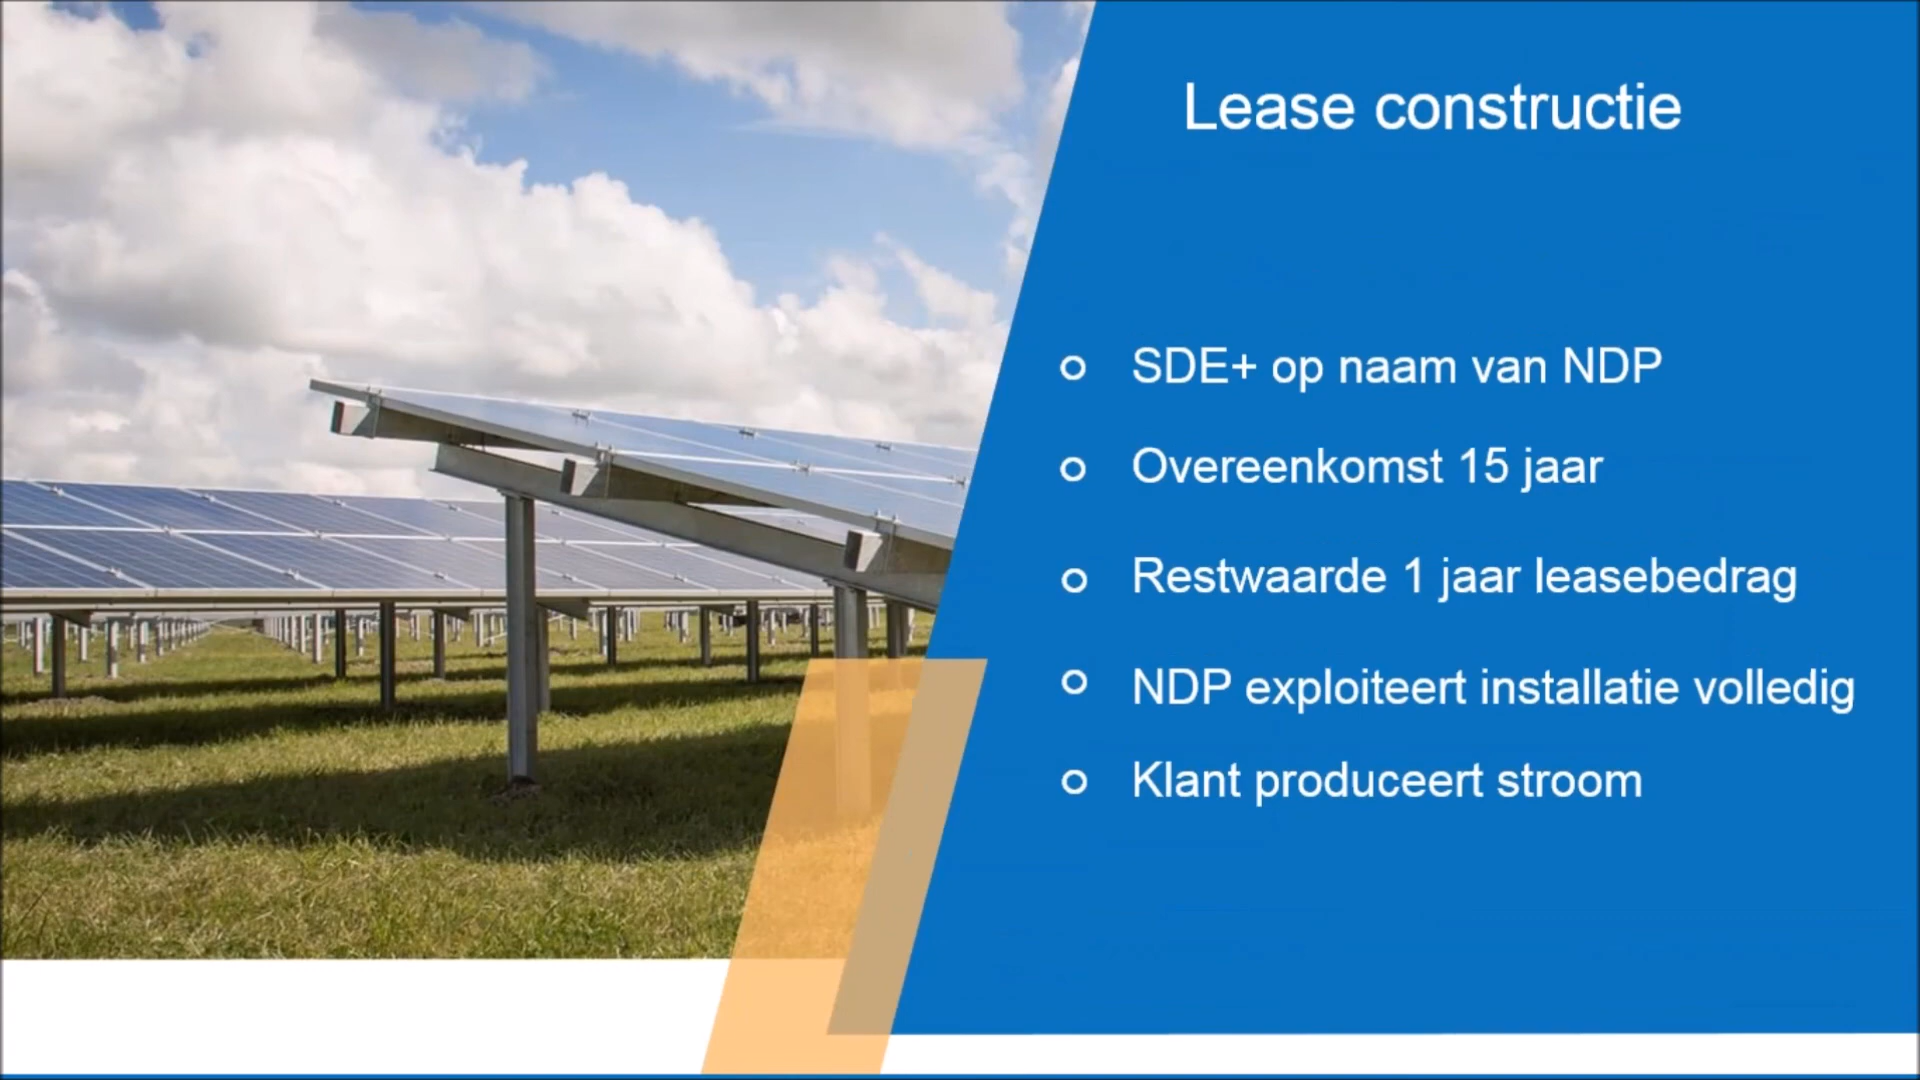 Lease constructie
SDE+ op naam van NDP
Overeenkomst 15 jaar
Restwaarde 1 jaar leasebedrag
NDP exploiteert installatie volledig
Klant produceert stroom